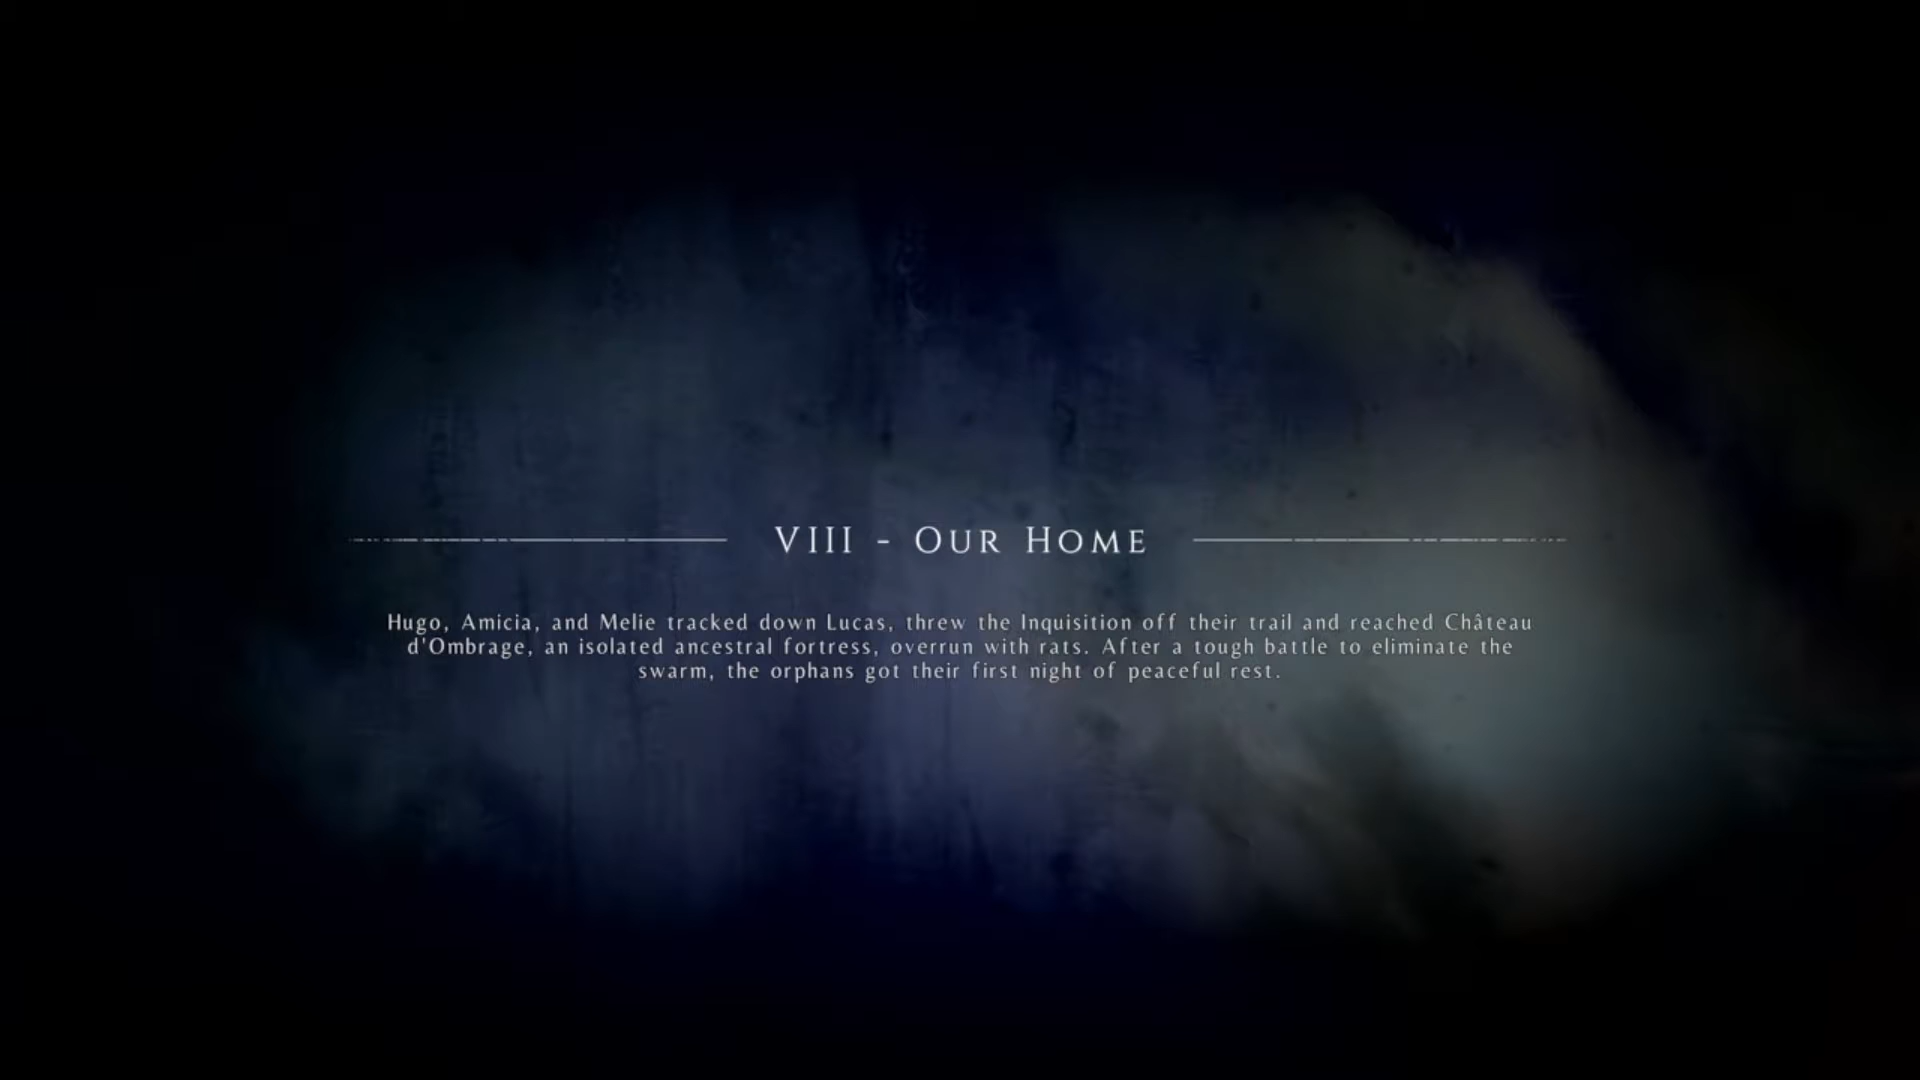 VIII - Our Home
Hugo, Amicia, and Melie tracked down Lucas, threw the Inquisition off their trail and reached Château
d'Ombrage, an isolated ancestral fortress, overrun with rats. After a tough battle to eliminate the
swarm, the orphans got their first night of peaceful rest.